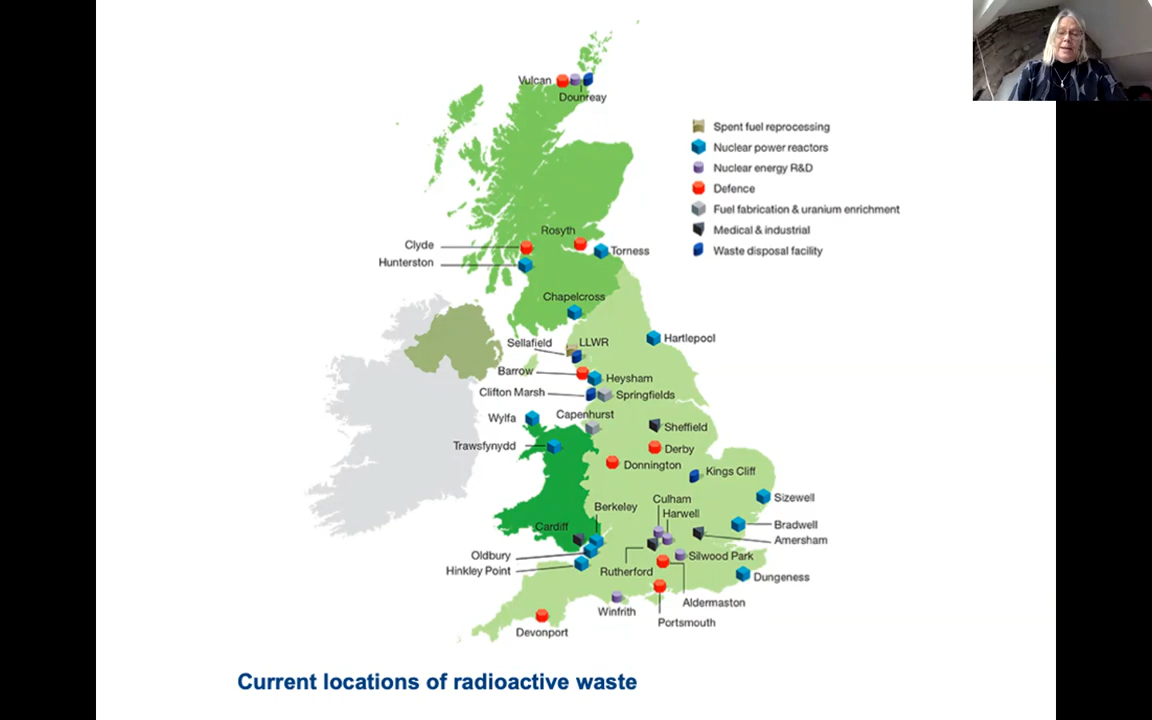 Vulcan
Dounreay
Spent fuel reprocessing
Nuclear power reactors
Nuclear energy R&D
Defence
Fuel fabrication & uranium enrichment
Medical & industrial
Waste disposal facility
Rosyth
Clyde
Torness
Hunterston
Chapelcross
Hartlepool
Sellafield
LLWR
Barrow
Heysham
Clifton Marsh
Springfields
Capenhurst
Wylfa
Sheffield
Trawsfynydd
Derby
Donnington
Kings Cliff
Sizewell
Culham
Berkeley
Harwell
Cardiff
Bradwell
Amersham
Oldbury
Silwood Park
Hinkley Point
Rutherford
Dungeness
Aldermaston
Winfrith
Portsmouth
Devonport
Current locations of radioactive waste